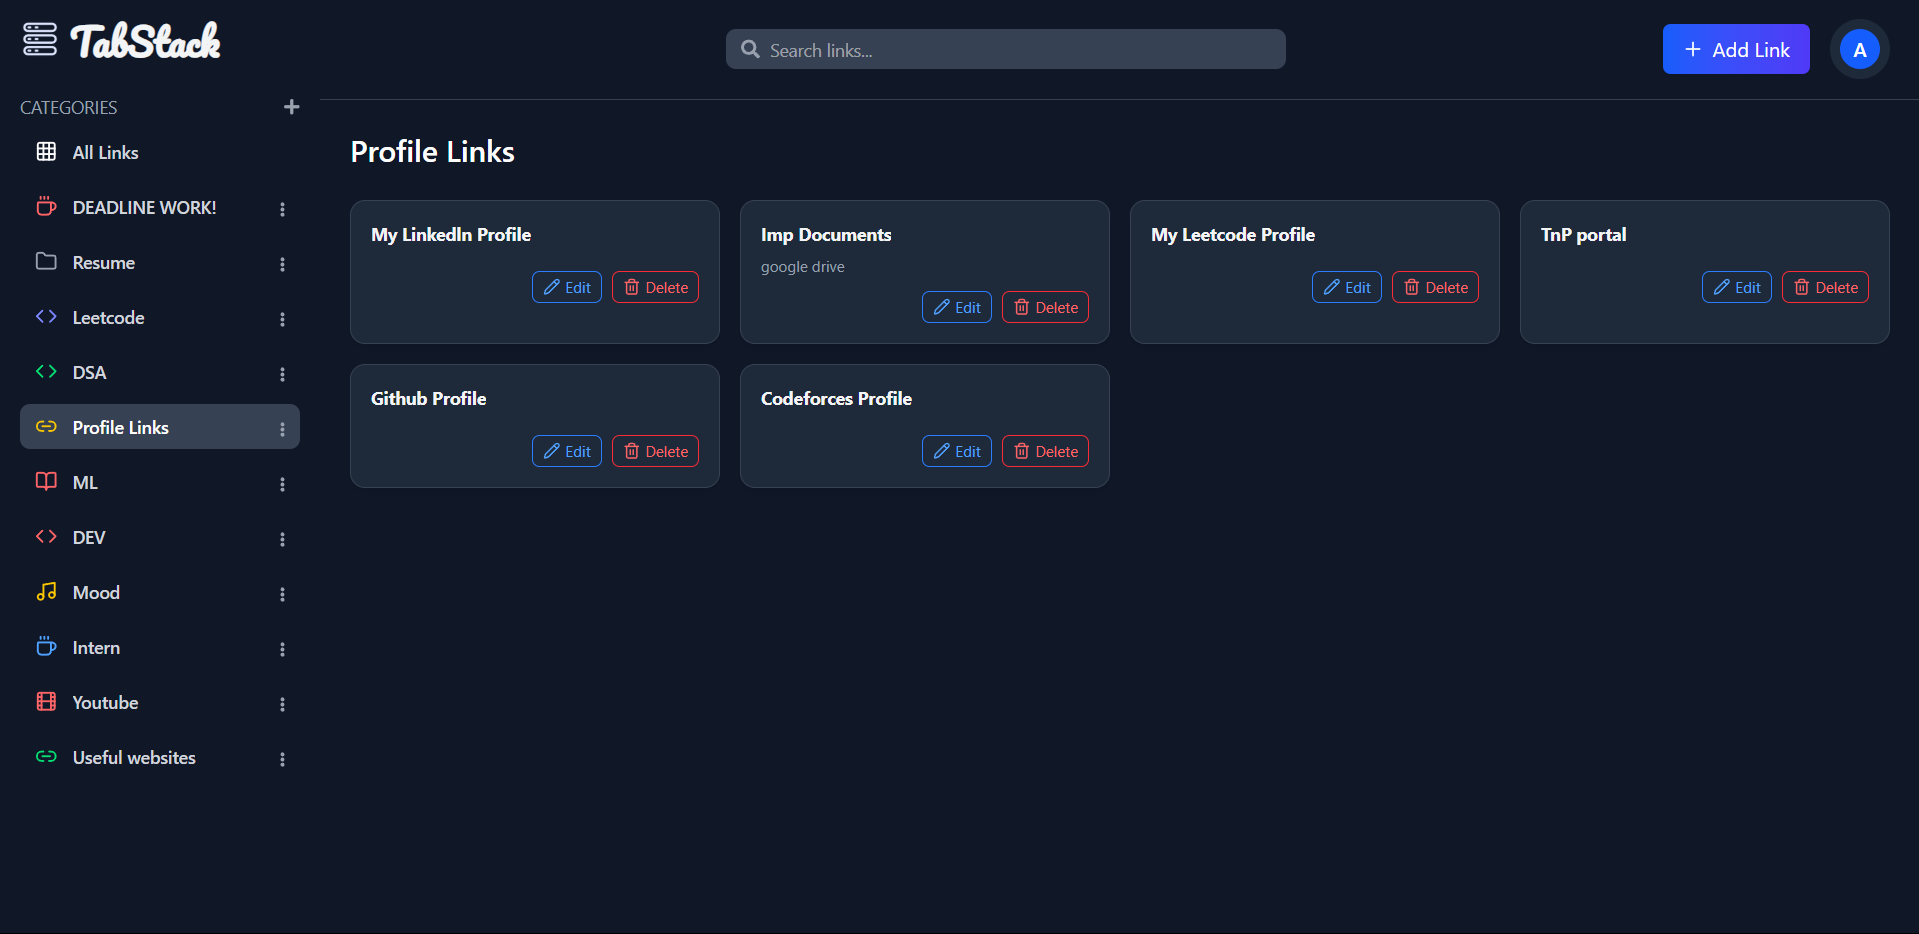 TabStack
Search links...
Add Link
A
CATEGORIES
All Links
DEADLINE WORK!
Resume
Leetcode
DSA
Profile Links
ML
DEV
Mood
Intern
Youtube
Useful websites
Profile Links
My LinkedIn Profile
Edit Delete
Imp Documents
google drive
Edit Delete
My Leetcode Profile
Edit Delete
TnP portal
Edit Delete
Github Profile
Edit Delete
Codeforces Profile
Edit Delete